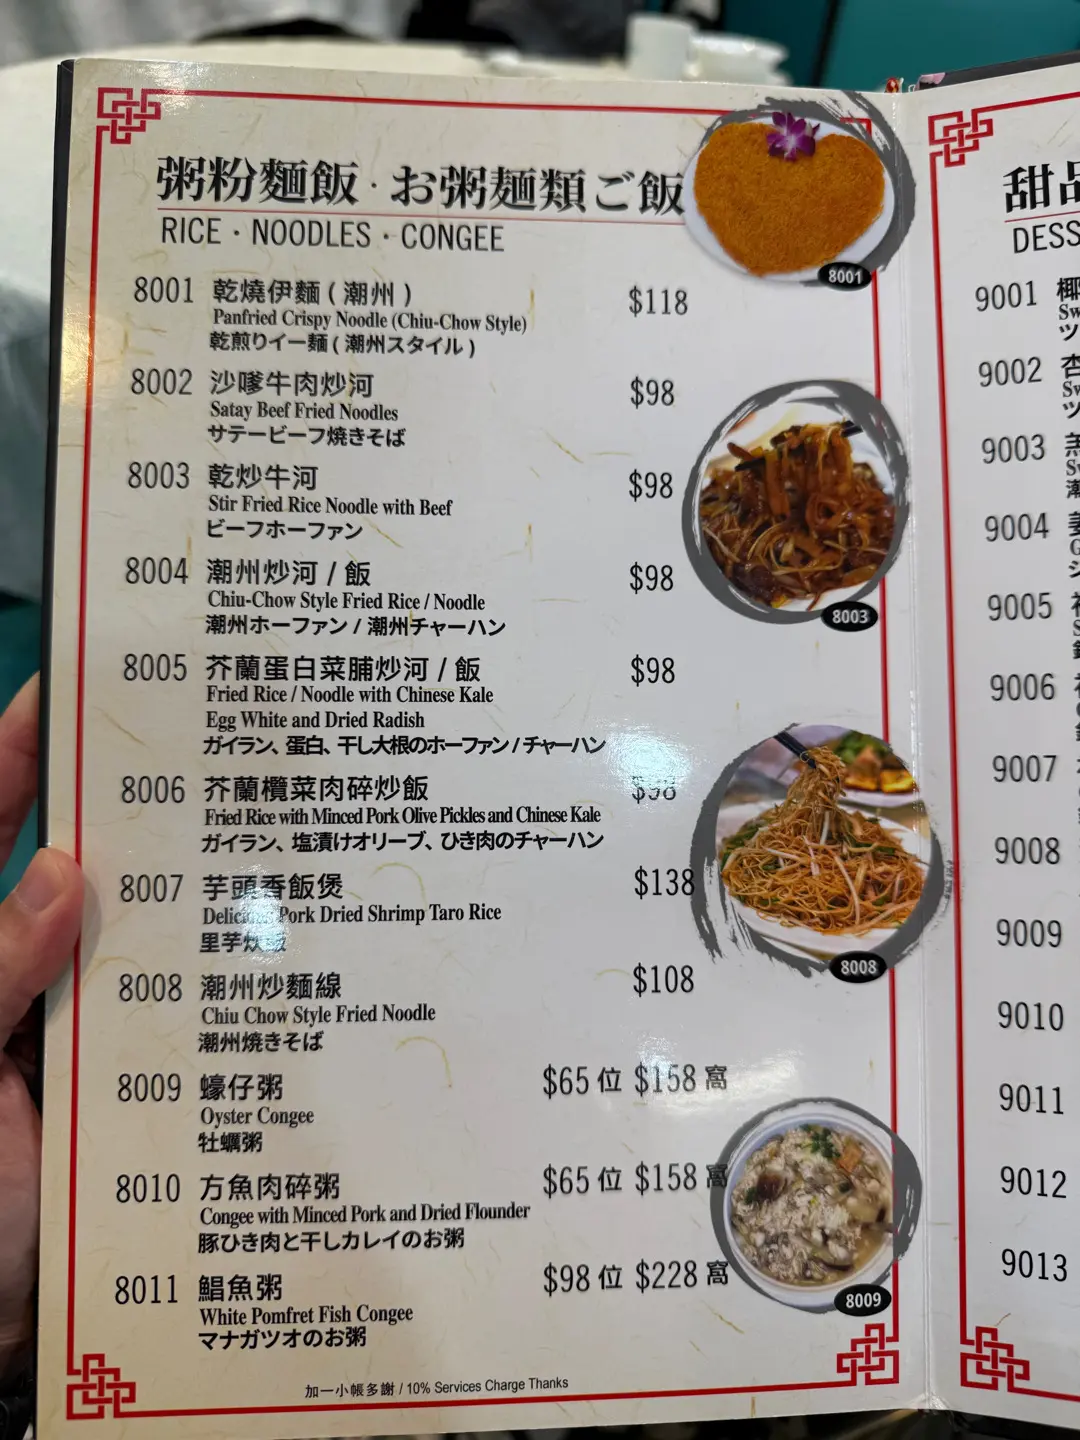 粥粉麵飯 · お粥麺類ご飯
RICE · NOODLES · CONGEE
8001 乾燒伊麵 ( 潮州 ) $118
Panfried Crispy Noodle (Chiu-Chow Style)
乾煎りイー麺 ( 潮州スタイル )
8001
8002 沙嗲牛肉炒河 $98
Satay Beef Fried Noodles
サテービーフ焼きそば
8003 乾炒牛河 $98
Stir Fried Rice Noodle with Beef
ビーフホーファン
8003
8004 潮州炒河 / 飯 $98
Chiu-Chow Style Fried Rice / Noodle
潮州ホーファン / 潮州チャーハン
8005 芥蘭蛋白菜脯炒河 / 飯 $98
Fried Rice / Noodle with Chinese Kale
Egg White and Dried Radish
ガイラン、蛋白、干し大根のホーファン / チャーハン
8006 芥蘭欖菜肉碎炒飯 $98
Fried Rice with Minced Pork Olive Pickles and Chinese Kale
ガイラン、塩漬けオリーブ、ひき肉のチャーハン
8007 芋頭香飯煲 $138
Delicious Pork Dried Shrimp Taro Rice
里芋炊飯
8008 潮州炒麵線 $108
Chiu Chow Style Fried Noodle
潮州焼きそば
8008
8009 蠔仔粥 $65 位 $158 窩
Oyster Congee
牡蠣粥
8010 方魚肉碎粥 $65 位 $158 窩
Congee with Minced Pork and Dried Flounder
豚ひき肉と干しカレイのお粥
8011 鯧魚粥 $98 位 $228 窩
White Pomfret Fish Congee
マナガツオのお粥
8009
加一小帳多謝 / 10% Services Charge Thanks
甜品
DESS
9001 椰
Sw
ツ
9002 杏
Sw
ツ
9003
潮
9004 姜
9005
9006
9007
9008
9009
9010
9011
9012
9013